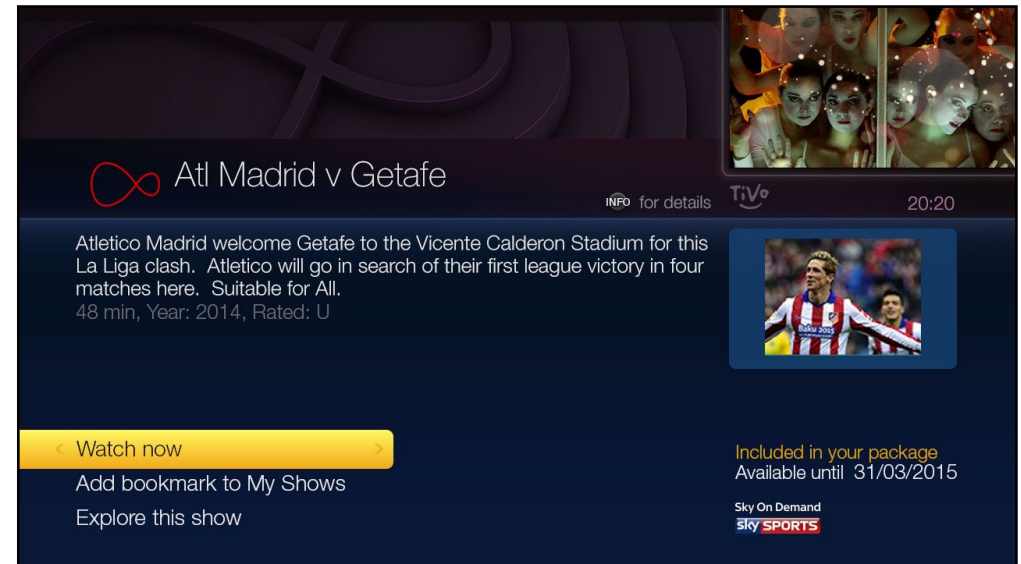 Atl Madrid v Getafe
INFO for details
TiVo
20:20
Atletico Madrid welcome Getafe to the Vicente Calderon Stadium for this
La Liga clash.  Atletico will go in search of their first league victory in four
matches here.  Suitable for All.
48 min, Year: 2014, Rated: U
Baku 2015
Watch now
Add bookmark to My Shows
Explore this show
Included in your package
Available until  31/03/2015
Sky On Demand
sky SPORTS